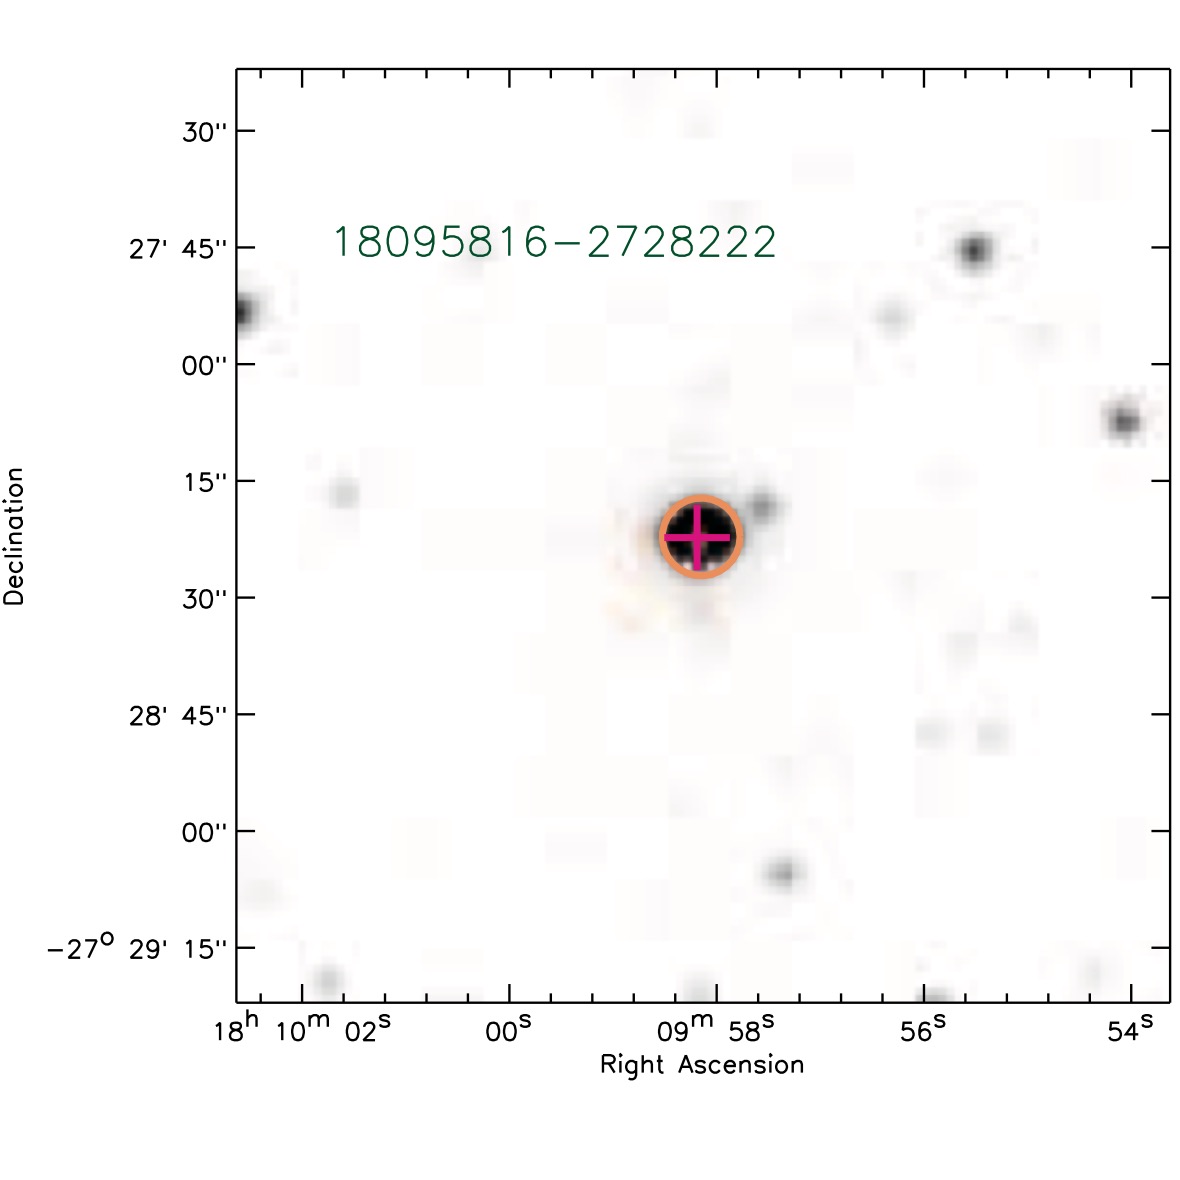 30"
18095816-2728222
27' 45"
00"
15"
30"
28' 45"
00"
-27° 29' 15"
18h 10m 02s 00s 09m 58s 56s 54s
Right Ascension
Declination